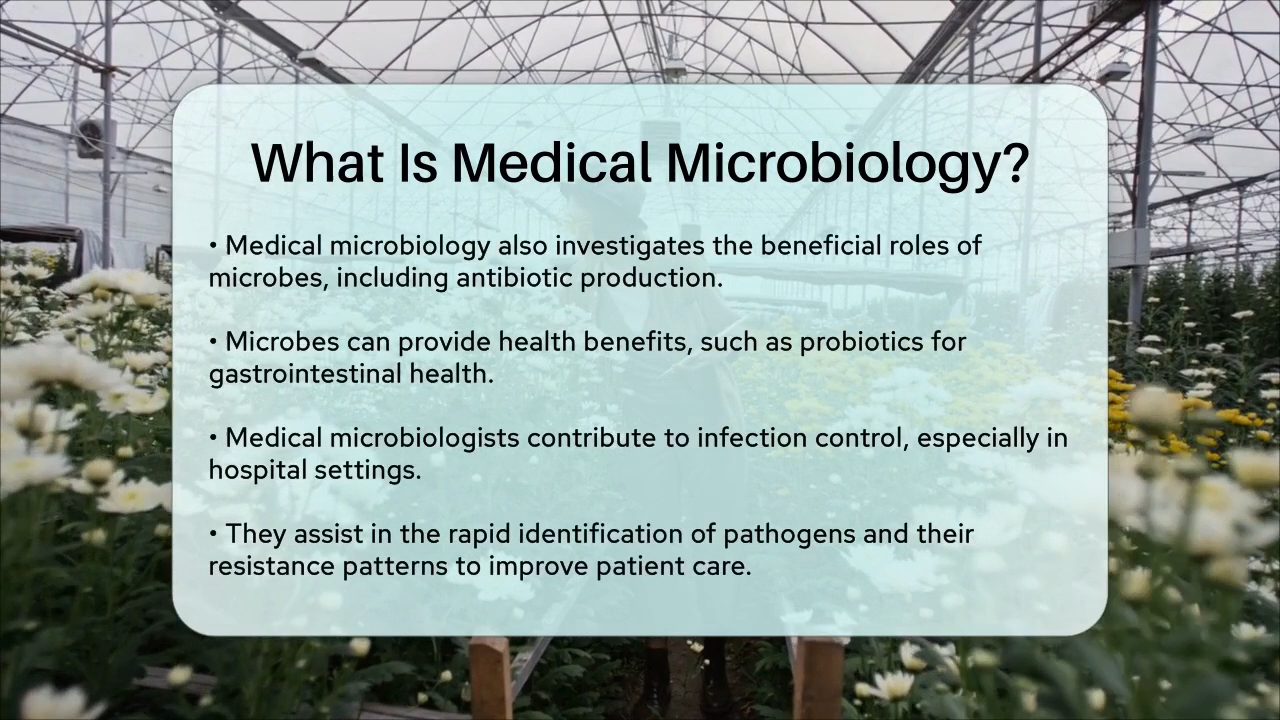 What Is Medical Microbiology?
• Medical microbiology also investigates the beneficial roles of
microbes, including antibiotic production.
• Microbes can provide health benefits, such as probiotics for
gastrointestinal health.
• Medical microbiologists contribute to infection control, especially in
hospital settings.
• They assist in the rapid identification of pathogens and their
resistance patterns to improve patient care.